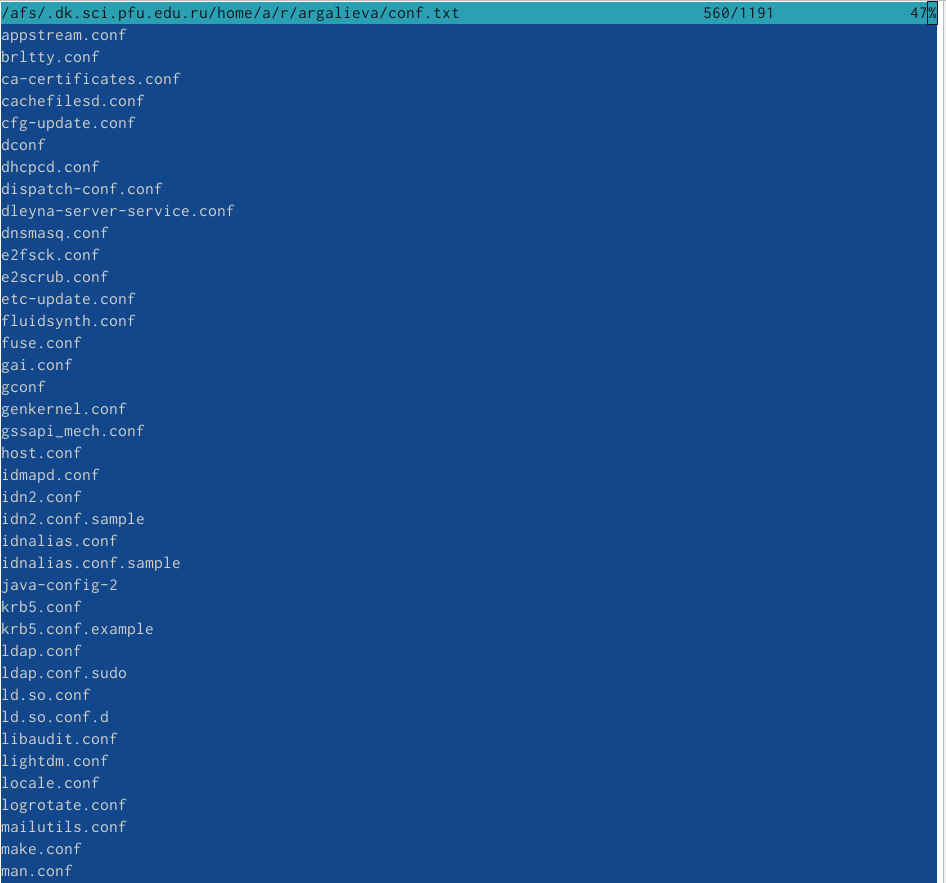 /afs/.dk.sci.pfu.edu.ru/home/a/r/argalieva/conf.txt 560/1191 47%
appstream.conf
brltty.conf
ca-certificates.conf
cachefilesd.conf
cfg-update.conf
dconf
dhcpcd.conf
dispatch-conf.conf
dleyna-server-service.conf
dnsmasq.conf
e2fsck.conf
e2scrub.conf
etc-update.conf
fluidsynth.conf
fuse.conf
gai.conf
gconf
genkernel.conf
gssapi_mech.conf
host.conf
idmapd.conf
idn2.conf
idn2.conf.sample
idnalias.conf
idnalias.conf.sample
java-config-2
krb5.conf
krb5.conf.example
ldap.conf
ldap.conf.sudo
ld.so.conf
ld.so.conf.d
libaudit.conf
lightdm.conf
locale.conf
logrotate.conf
mailutils.conf
make.conf
man.conf